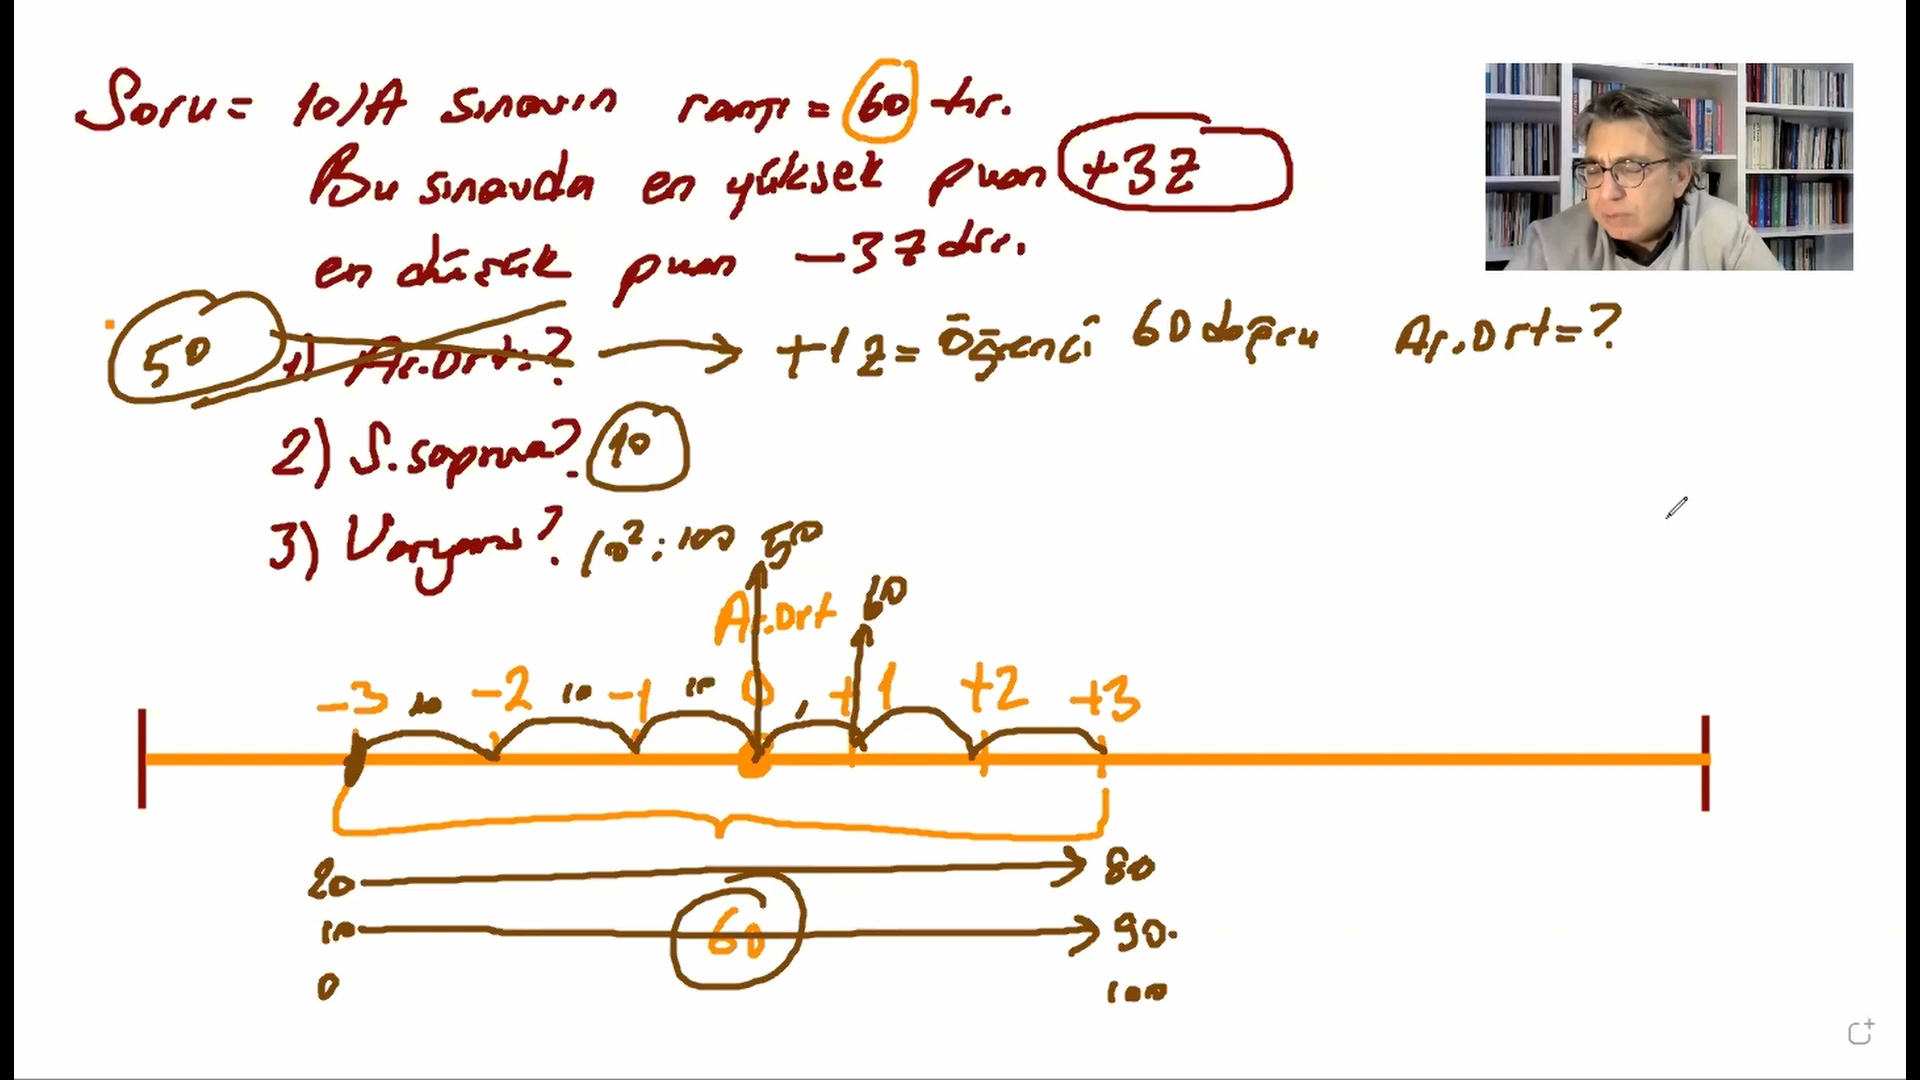 Soru = 10/A sınavın ranjı = 60 tır.
Bu sınavda en yüksek puan +3Z
en düşük puan -3Z dir.
50 1) Ar.Ort.? → +1z = Öğrenci 60 doğru Ar.Ort=?
2) S.sapma? 10
3) Varyans? 10²: 100
50
Ar.Ort 60
-3 10 -2 10 -1 10 0 +1 +2 +3
20 → 80
10 → 90.
60
0 100